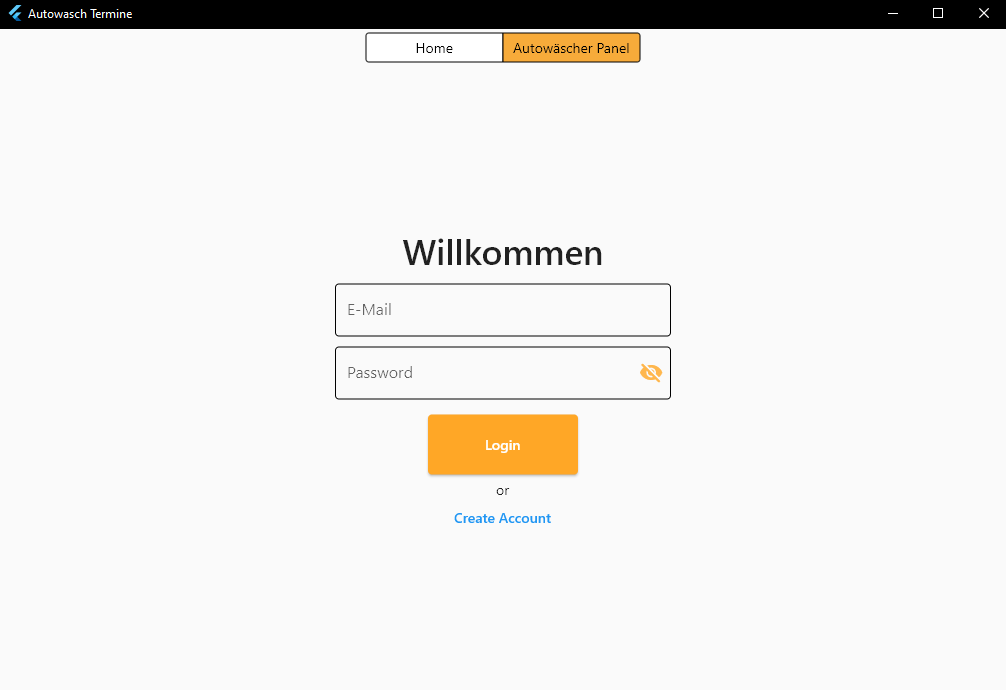 Autowasch Termine
Home
Autowäscher Panel
Willkommen
E-Mail
Password
Login
or
Create Account